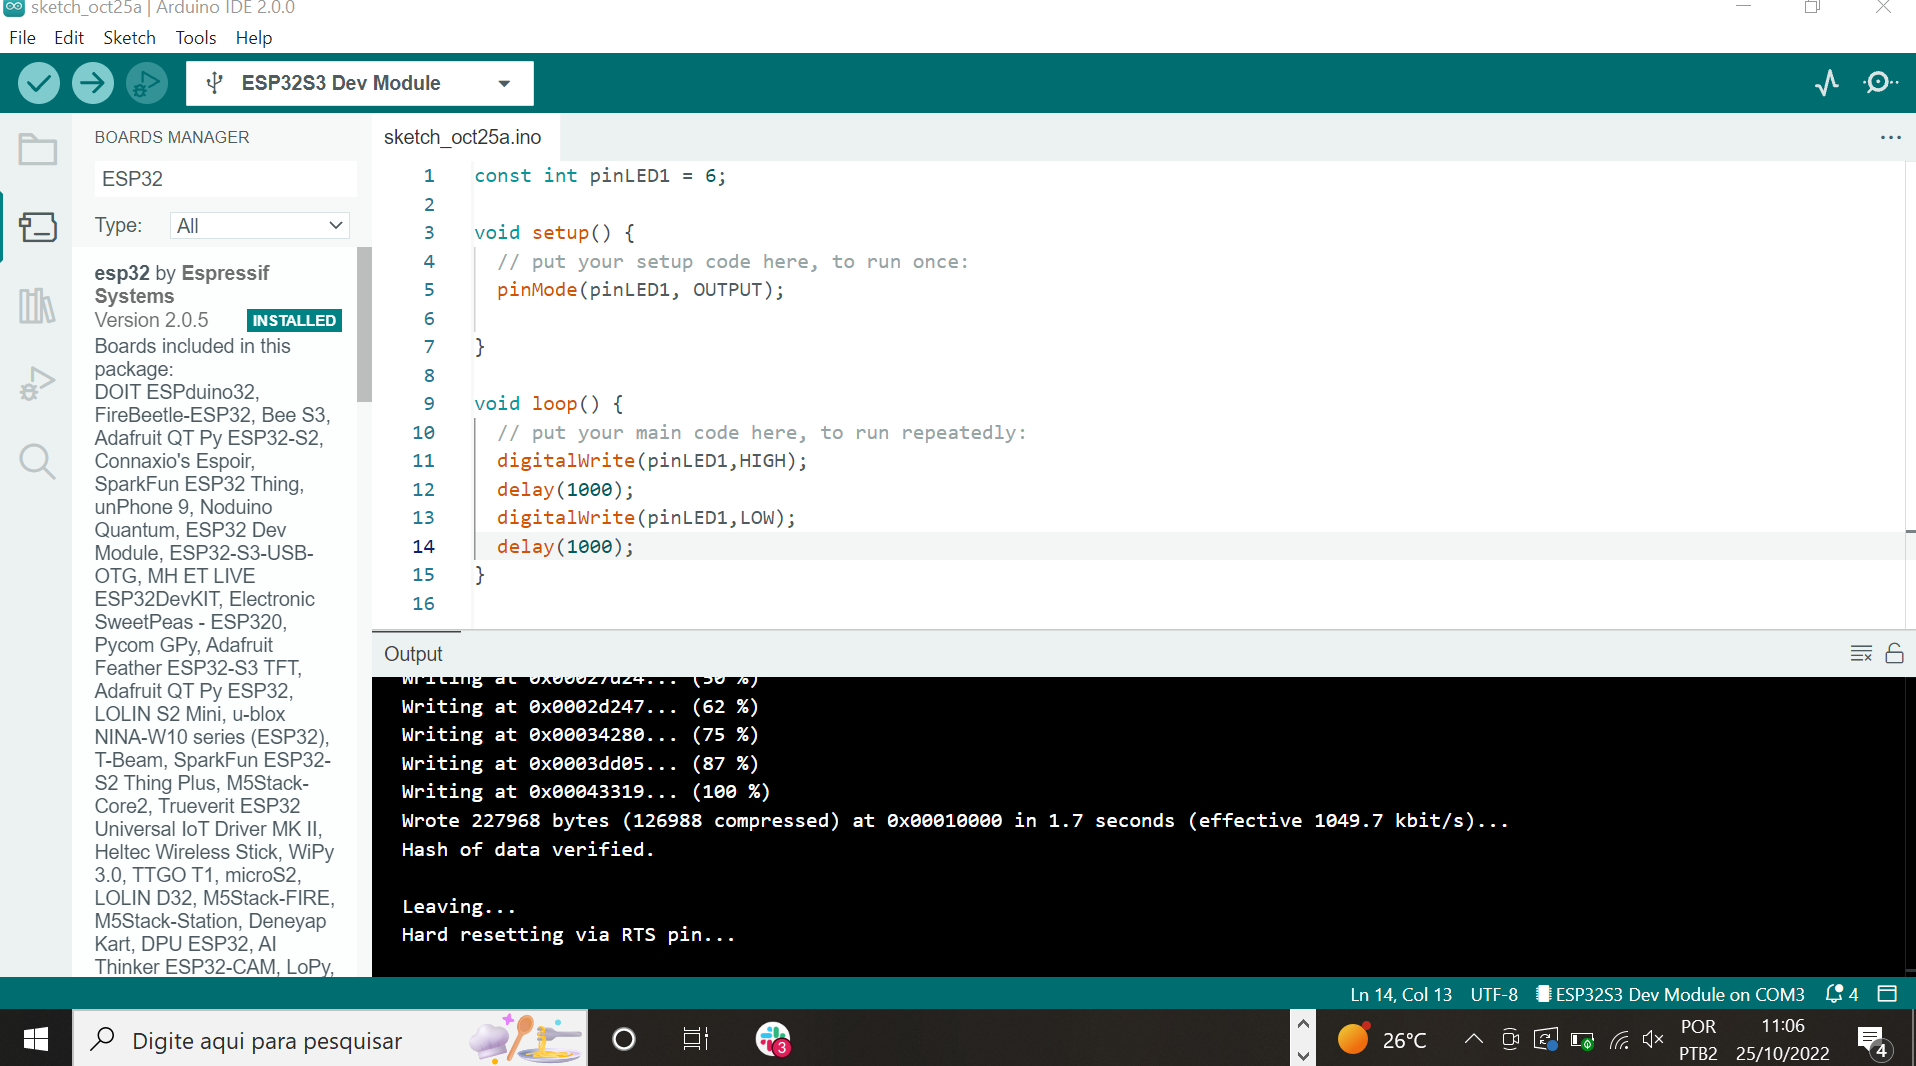 sketch_oct25a | Arduino IDE 2.0.0
File Edit Sketch Tools Help
ESP32S3 Dev Module
BOARDS MANAGER
ESP32
Type: All
esp32 by Espressif
Systems
Version 2.0.5 INSTALLED
Boards included in this
package:
DOIT ESPduino32,
FireBeetle-ESP32, Bee S3,
Adafruit QT Py ESP32-S2,
Connaxio's Espoir,
SparkFun ESP32 Thing,
unPhone 9, Noduino
Quantum, ESP32 Dev
Module, ESP32-S3-USB-
OTG, MH ET LIVE
ESP32DevKIT, Electronic
SweetPeas - ESP320,
Pycom GPy, Adafruit
Feather ESP32-S3 TFT,
Adafruit QT Py ESP32,
LOLIN S2 Mini, u-blox
NINA-W10 series (ESP32),
T-Beam, SparkFun ESP32-
S2 Thing Plus, M5Stack-
Core2, Trueverit ESP32
Universal IoT Driver MK II,
Heltec Wireless Stick, WiPy
3.0, TTGO T1, microS2,
LOLIN D32, M5Stack-FIRE,
M5Stack-Station, Deneyap
Kart, DPU ESP32, AI
Thinker ESP32-CAM, LoPy,
sketch_oct25a.ino
1 const int pinLED1 = 6;
2
3 void setup() {
4 // put your setup code here, to run once:
5 pinMode(pinLED1, OUTPUT);
6
7 }
8
9 void loop() {
10 // put your main code here, to run repeatedly:
11 digitalWrite(pinLED1,HIGH);
12 delay(1000);
13 digitalWrite(pinLED1,LOW);
14 delay(1000);
15 }
16
Output
Writing at 0x00027d24... (50 %)
Writing at 0x0002d247... (62 %)
Writing at 0x00034280... (75 %)
Writing at 0x0003dd05... (87 %)
Writing at 0x00043319... (100 %)
Wrote 227968 bytes (126988 compressed) at 0x00010000 in 1.7 seconds (effective 1049.7 kbit/s)...
Hash of data verified.
Leaving...
Hard resetting via RTS pin...
Ln 14, Col 13 UTF-8 ESP32S3 Dev Module on COM3 4
Digite aqui para pesquisar
3
26°C
POR
PTB2
11:06
25/10/2022
4